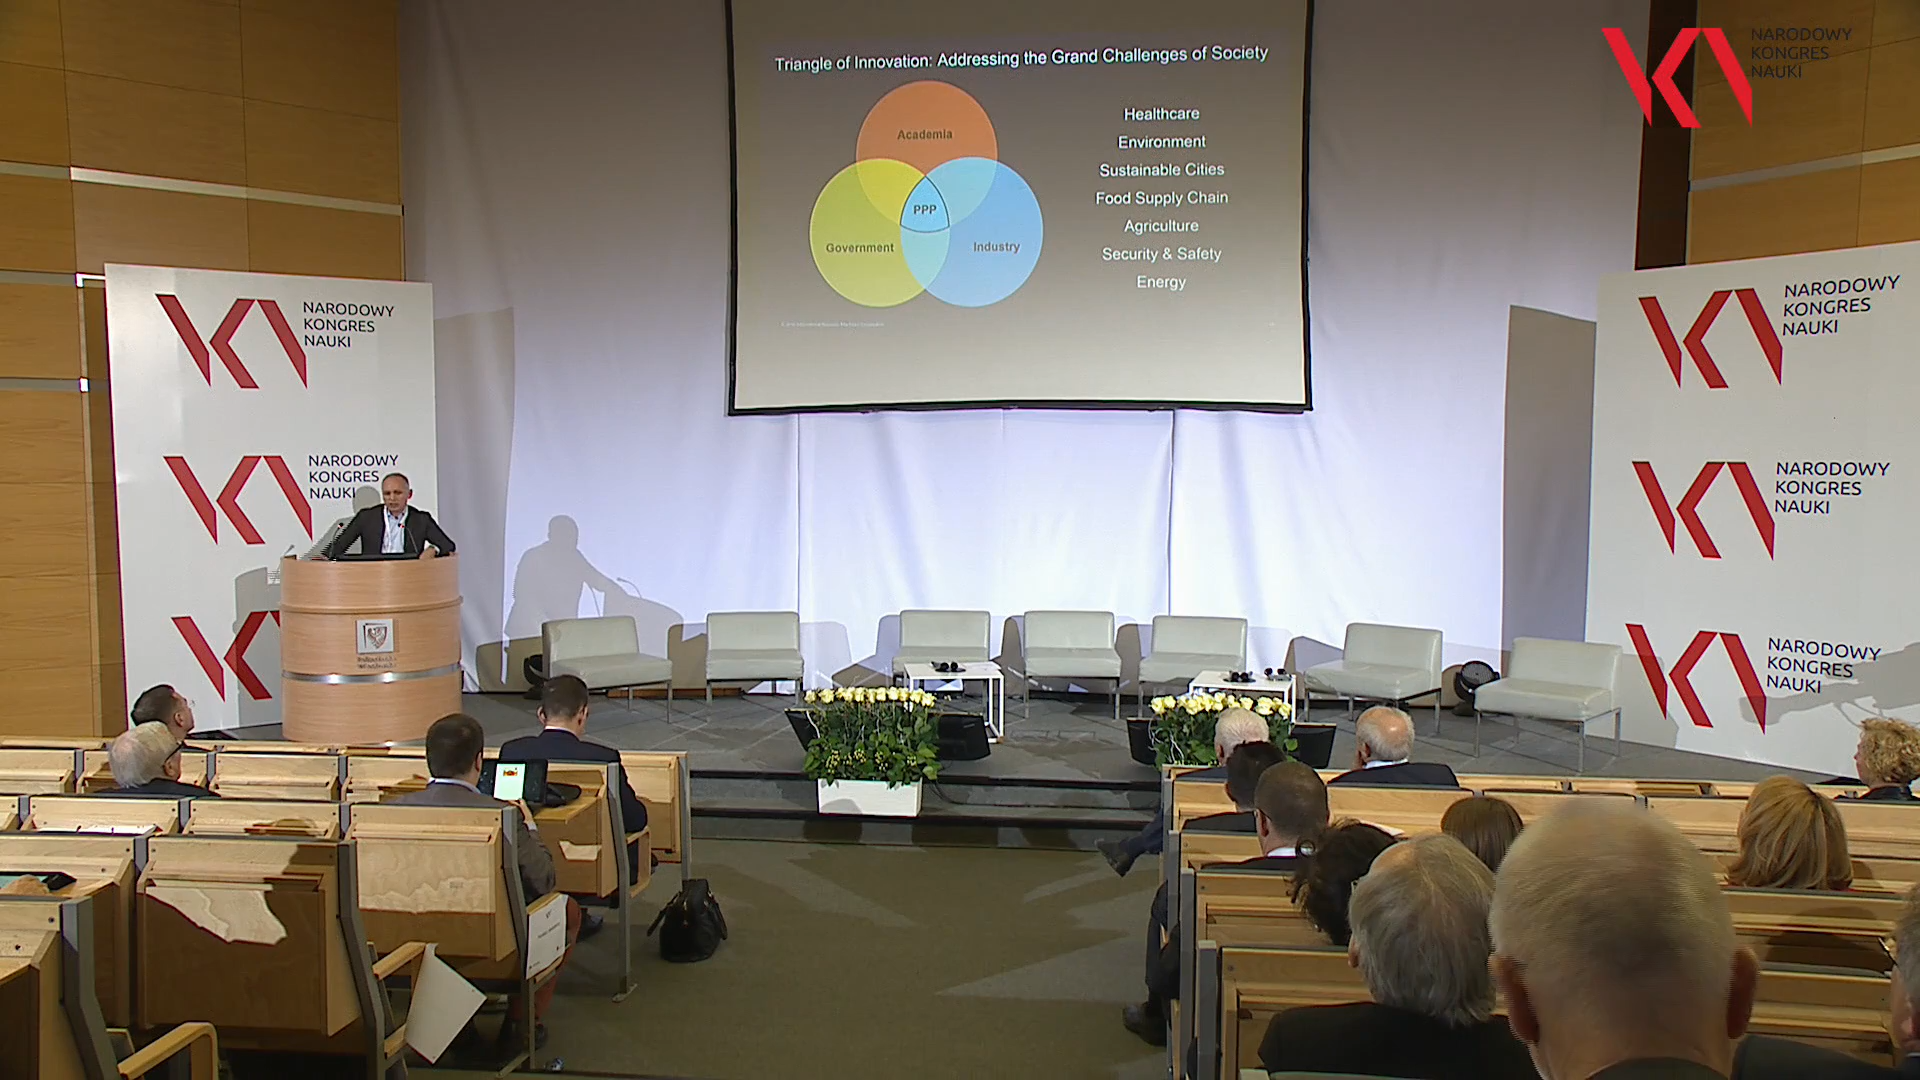 Triangle of Innovation: Addressing the Grand Challenges of Society
Academia
PPP
Government
Industry
Healthcare
Environment
Sustainable Cities
Food Supply Chain
Agriculture
Security & Safety
Energy
NARODOWY
KONGRES
NAUKI
NARODOWY
KONGRES
NAUKI
NARODOWY
KONGRES
NAUKI
NARODOWY
KONGRES
NAUKI
NARODOWY
KONGRES
NAUKI
NARODOWY
KONGRES
NAUKI